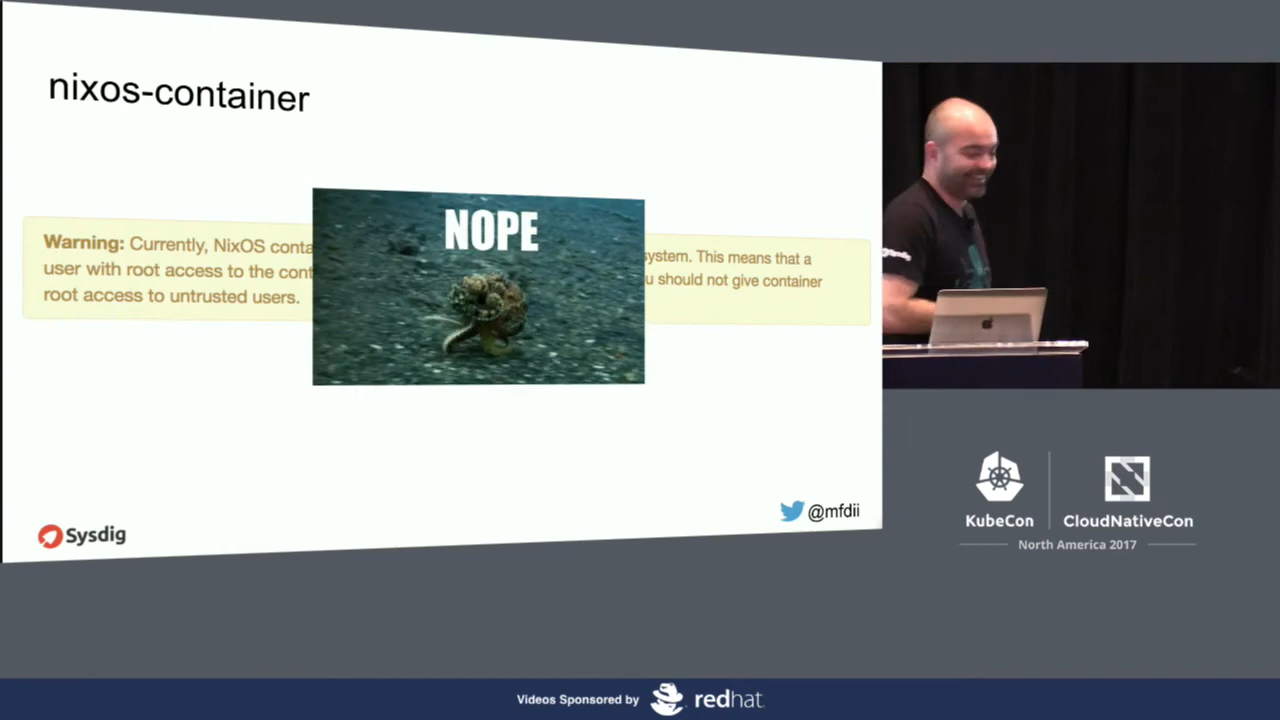 nixos-container
NOPE
Warning: Currently, NixOS conta
ystem. This means that a
user with root access to the cont
u should not give container
root access to untrusted users.
@mfdii
Sysdig
KubeCon
CloudNativeCon
North America 2017
Videos Sponsored by
redhat